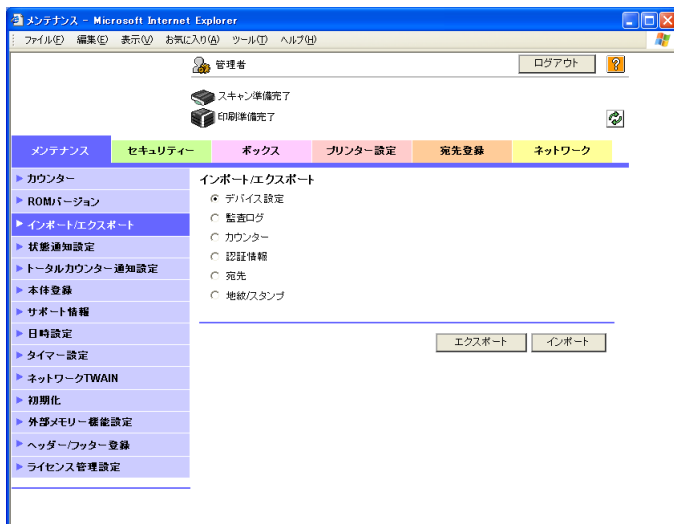 メンテナンス - Microsoft Internet Explorer
ファイル(F) 編集(E) 表示(V) お気に入り(A) ツール(T) ヘルプ(H)
管理者
ログアウト
?
スキャン準備完了
印刷準備完了
メンテナンス セキュリティー ボックス プリンター設定 宛先登録 ネットワーク
カウンター
ROMバージョン
インポート/エクスポート
状態通知設定
トータルカウンター通知設定
本体登録
サポート情報
日時設定
タイマー設定
ネットワークTWAIN
初期化
外部メモリー機能設定
ヘッダー/フッター登録
ライセンス管理設定
インポート/エクスポート
デバイス設定
監査ログ
カウンター
認証情報
宛先
地紋/スタンプ
エクスポート インポート